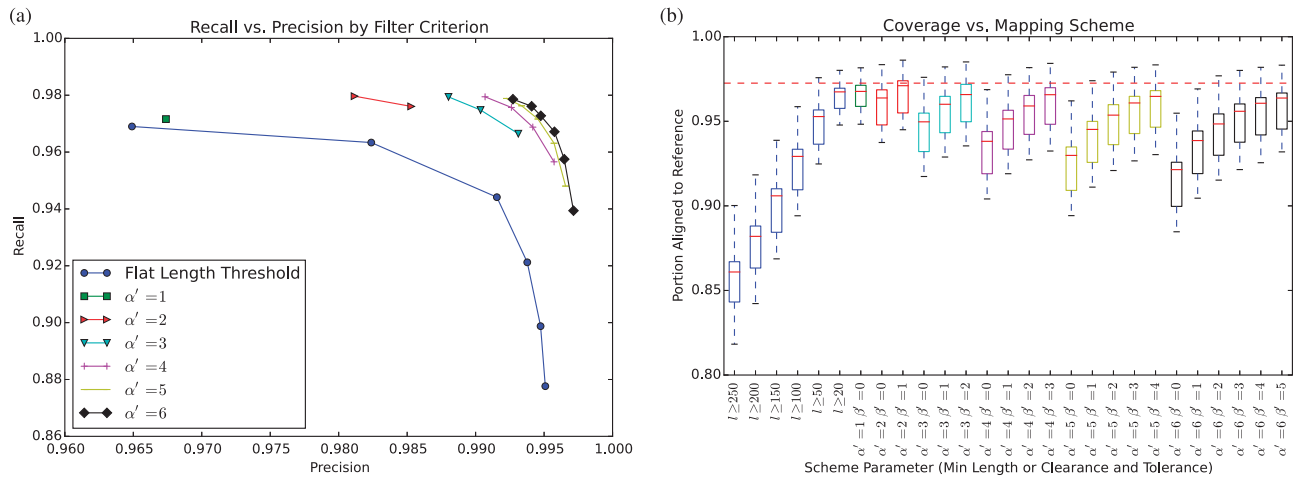 (a)
Recall vs. Precision by Filter Criterion
1.00
0.98
0.96
0.94
0.92
0.90
0.88
0.86
Recall
0.960
0.965
0.970
0.975
0.980
0.985
0.990
0.995
1.000
Precision
Flat Length Threshold
α′ =1
α′ =2
α′ =3
α′ =4
α′ =5
α′ =6
(b)
Coverage vs. Mapping Scheme
1.00
0.95
0.90
0.85
0.80
Portion Aligned to Reference
l ≥250
l ≥200
l ≥150
l ≥100
l ≥50
l ≥20
α′ =1 β′ =0
α′ =2 β′ =0
α′ =2 β′ =1
α′ =3 β′ =0
α′ =3 β′ =1
α′ =3 β′ =2
α′ =4 β′ =0
α′ =4 β′ =1
α′ =4 β′ =2
α′ =4 β′ =3
α′ =5 β′ =0
α′ =5 β′ =1
α′ =5 β′ =2
α′ =5 β′ =3
α′ =5 β′ =4
α′ =6 β′ =0
α′ =6 β′ =1
α′ =6 β′ =2
α′ =6 β′ =3
α′ =6 β′ =4
α′ =6 β′ =5
Scheme Parameter (Min Length or Clearance and Tolerance)